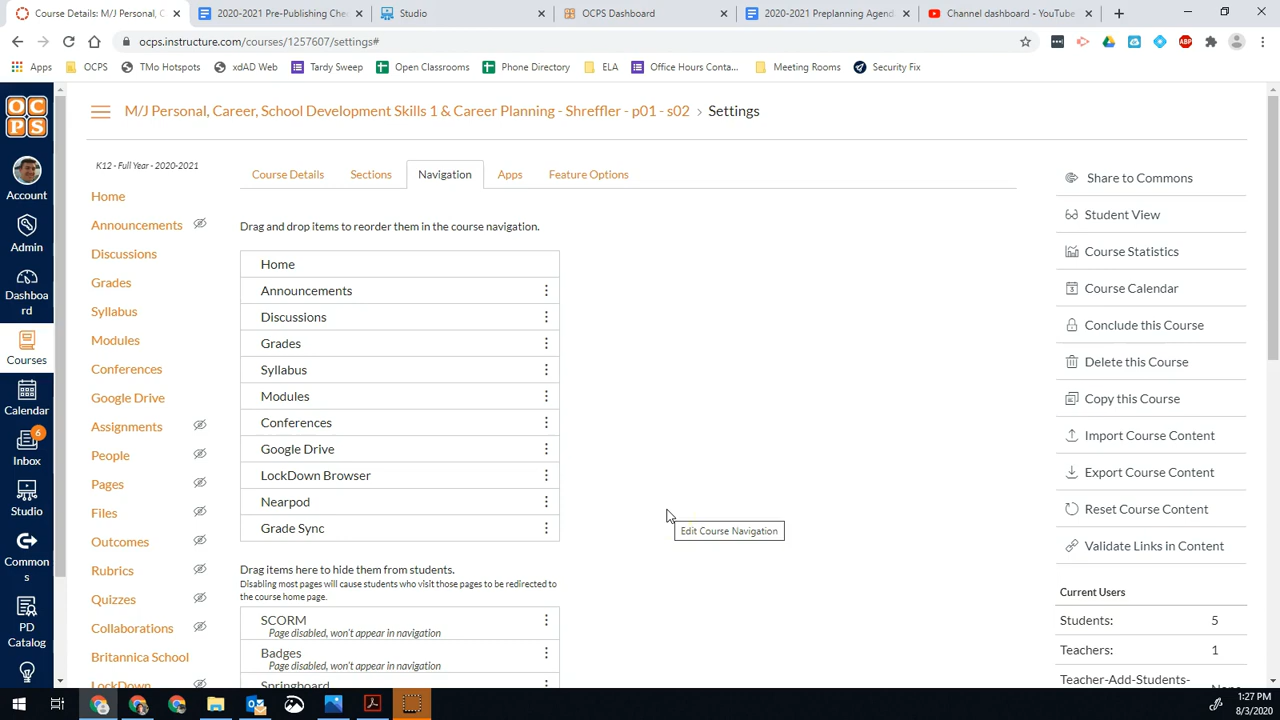 Course Details: M/J Personal, C
2020-2021 Pre-Publishing Che
Studio
OCPS Dashboard
2020-2021 Preplanning Agend
Channel dashboard - YouTube
ocps.instructure.com/courses/1257607/settings#
ABP
Apps
OCPS
TMo Hotspots
xdAD Web
Tardy Sweep
Open Classrooms
Phone Directory
ELA
Office Hours Conta...
Meeting Rooms
Security Fix
OC
PS
Account
Admin
Dashboa
rd
Courses
Calendar
6
Inbox
Studio
Common
s
PD
Catalog
M/J Personal, Career, School Development Skills 1 & Career Planning - Shreffler - p01 - s02 › Settings
K12 - Full Year - 2020-2021
Home
Announcements
Discussions
Grades
Syllabus
Modules
Conferences
Google Drive
Assignments
People
Pages
Files
Outcomes
Rubrics
Quizzes
Collaborations
Britannica School
LockDown
Course Details
Sections
Navigation
Apps
Feature Options
Drag and drop items to reorder them in the course navigation.
Home
Announcements
Discussions
Grades
Syllabus
Modules
Conferences
Google Drive
LockDown Browser
Nearpod
Grade Sync
Edit Course Navigation
Drag items here to hide them from students.
Disabling most pages will cause students who visit those pages to be redirected to
the course home page.
SCORM
Page disabled, won't appear in navigation
Badges
Page disabled, won't appear in navigation
Springboard
Share to Commons
Student View
Course Statistics
Course Calendar
Conclude this Course
Delete this Course
Copy this Course
Import Course Content
Export Course Content
Reset Course Content
Validate Links in Content
Current Users
Students: 5
Teachers: 1
Teacher-Add-Students-
None
1:27 PM
8/3/2020